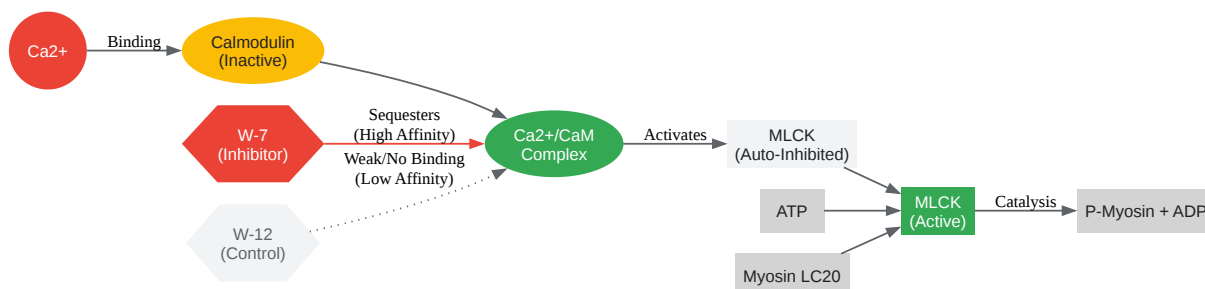 Ca2+
Binding
Calmodulin
(Inactive)
W-7
(Inhibitor)
Sequesters
(High Affinity)
Weak/No Binding
(Low Affinity)
W-12
(Control)
Ca2+/CaM
Complex
Activates
MLCK
(Auto-Inhibited)
ATP
Myosin LC20
MLCK
(Active)
Catalysis
P-Myosin + ADP